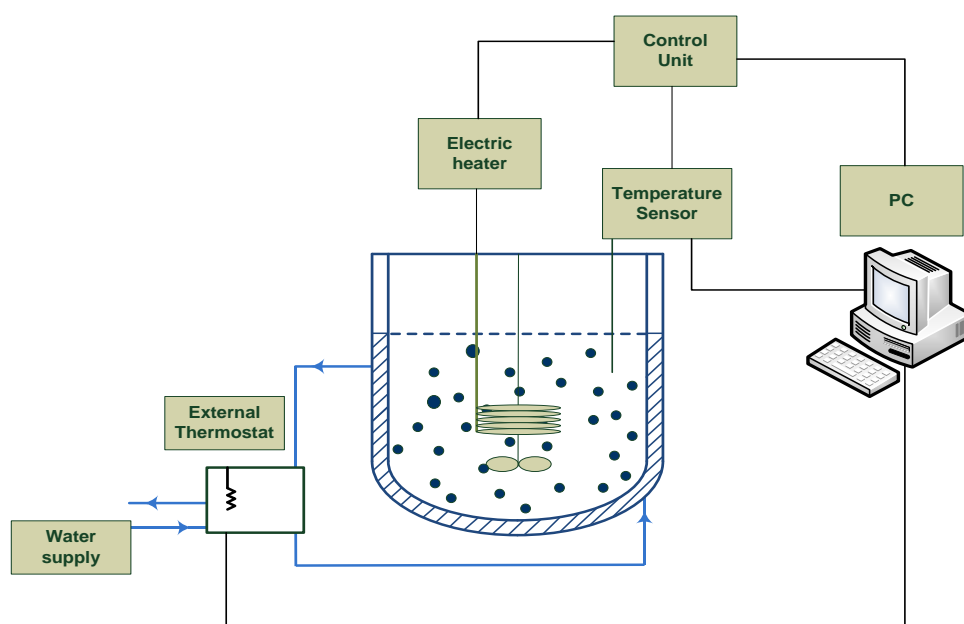 Control
Unit
Electric
heater
Temperature
Sensor
PC
External
Thermostat
Water
supply